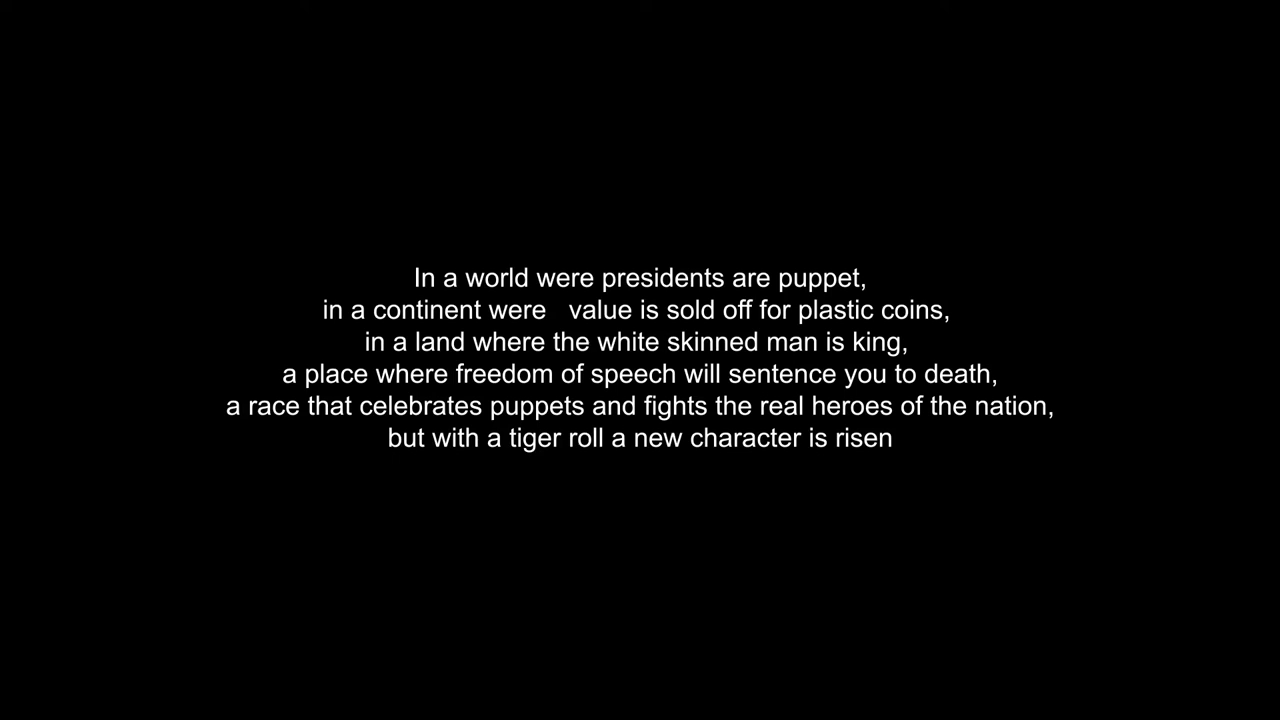 In a world were presidents are puppet,
in a continent were   value is sold off for plastic coins,
in a land where the white skinned man is king,
a place where freedom of speech will sentence you to death,
a race that celebrates puppets and fights the real heroes of the nation,
but with a tiger roll a new character is risen